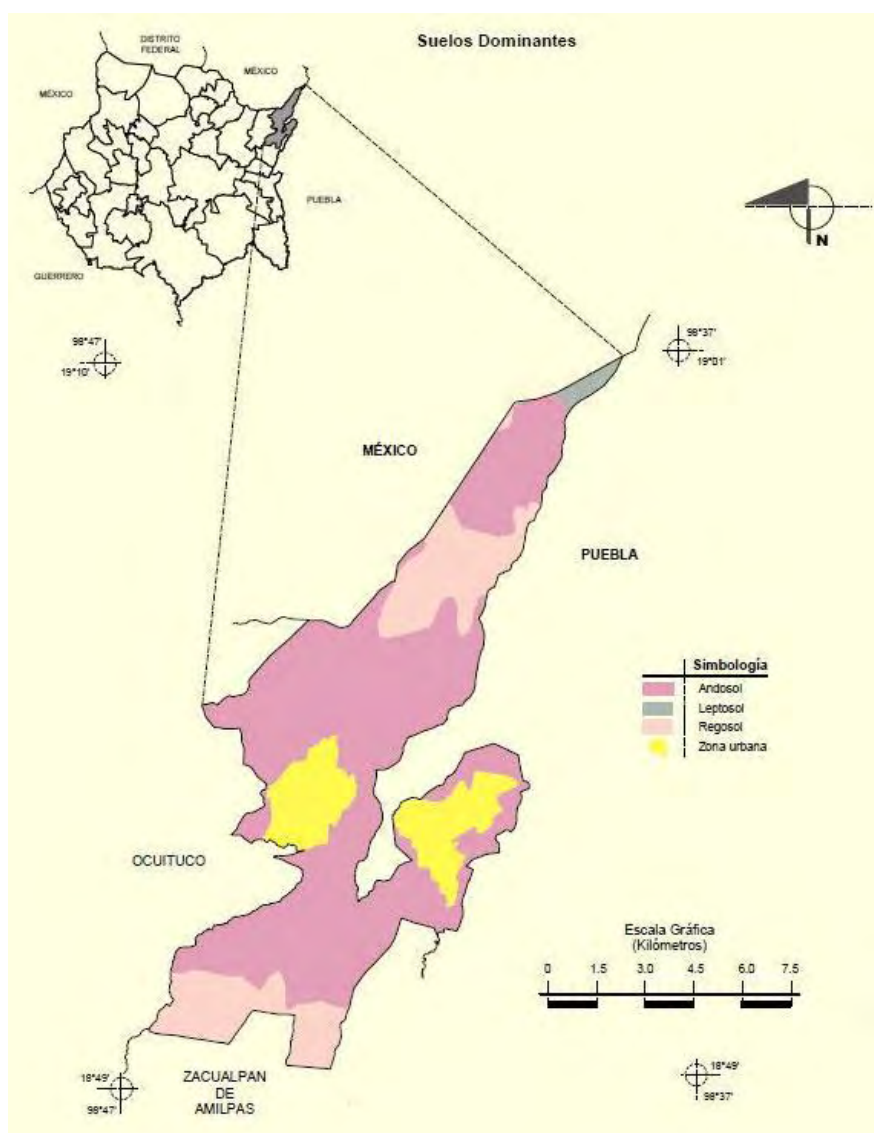 Suelos Dominantes
DISTRITO
FEDERAL
MÉXICO
MÉXICO
PUEBLA
GUERRERO
N
98°47'
19°10'
98°37'
19°01'
MÉXICO
PUEBLA
Simbología
Andosol
Leptosol
Regosol
Zona urbana
OCUITUCO
Escala Gráfica
(Kilómetros)
0 1.5 3.0 4.5 6.0 7.5
18°49'
98°47'
ZACUALPAN
DE
AMILPAS
18°49'
98°37'